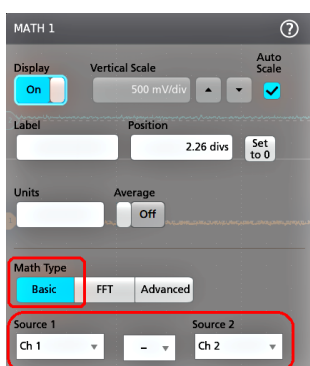 MATH 1
?
Display Vertical Scale Auto Scale
On 500 mV/div
Label Position
2.26 divs Set to 0
Units Average
Off
Math Type
Basic FFT Advanced
Source 1 Source 2
Ch 1 - Ch 2